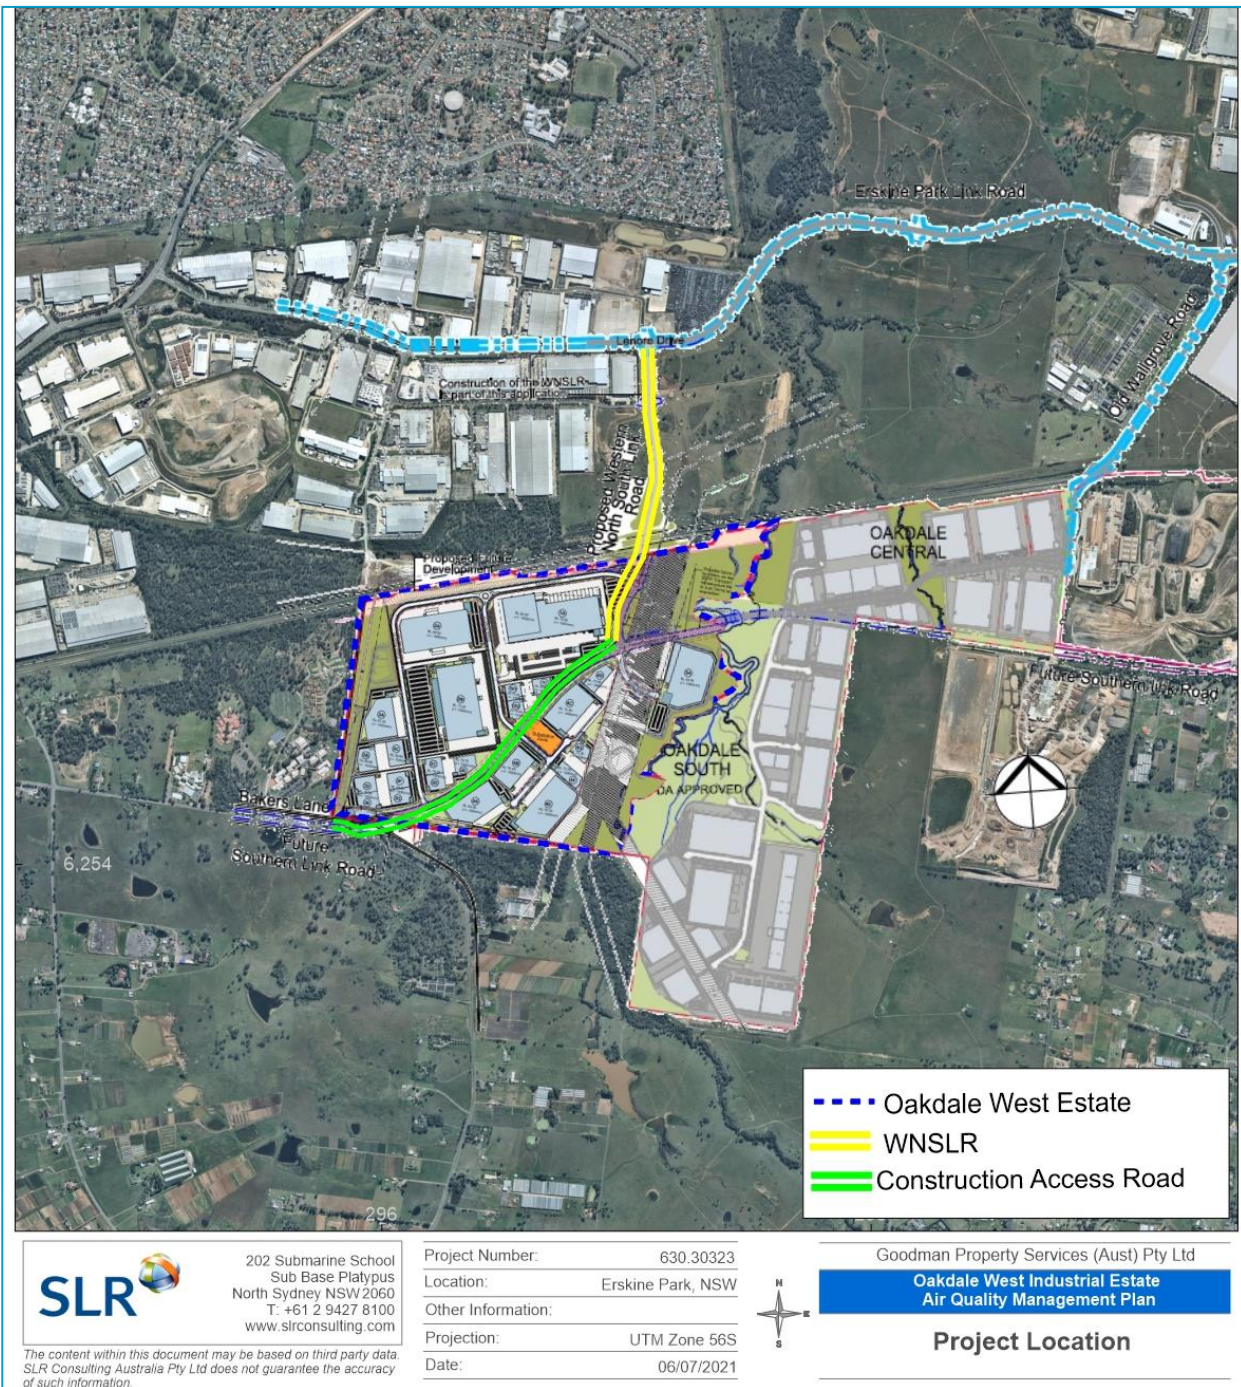 Erskine Park Link Road
Old Wallgrove Road
Lenore Drive
Construction of the WNSLR
is part of this application
Proposed Western
North South Link
Road
Proposed Future
Development
OAKDALE
CENTRAL
Future Southern link Road
OAKDALE
SOUTH
DA APPROVED
Bakers Lane
Future
Southern Link Road
6,254
296
Oakdale West Estate
WNSLR
Construction Access Road
SLR
202 Submarine School
Sub Base Platypus
North Sydney NSW 2060
T: +61 2 9427 8100
www.slrconsulting.com
The content within this document may be based on third party data.
SLR Consulting Australia Pty Ltd does not guarantee the accuracy
of such information.
Project Number: 630.30323
Location: Erskine Park, NSW
Other Information:
Projection: UTM Zone 56S
Date: 06/07/2021
N
E
S
Goodman Property Services (Aust) Pty Ltd
Oakdale West Industrial Estate
Air Quality Management Plan
Project Location